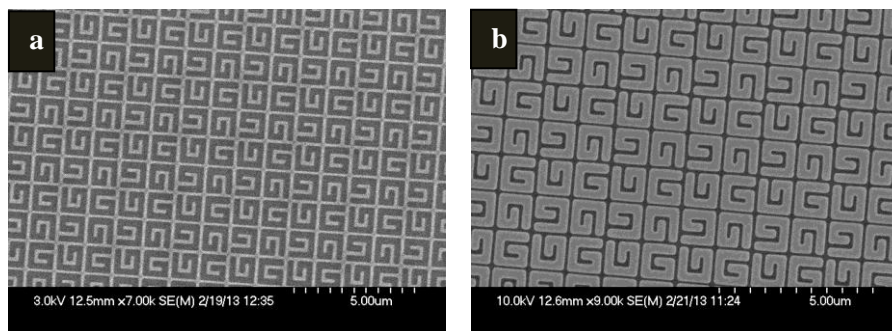 a
b
3.0kV 12.5mm x7.00k SE(M) 2/19/13 12:35 5.00um
10.0kV 12.6mm x9.00k SE(M) 2/21/13 11:24 5.00um